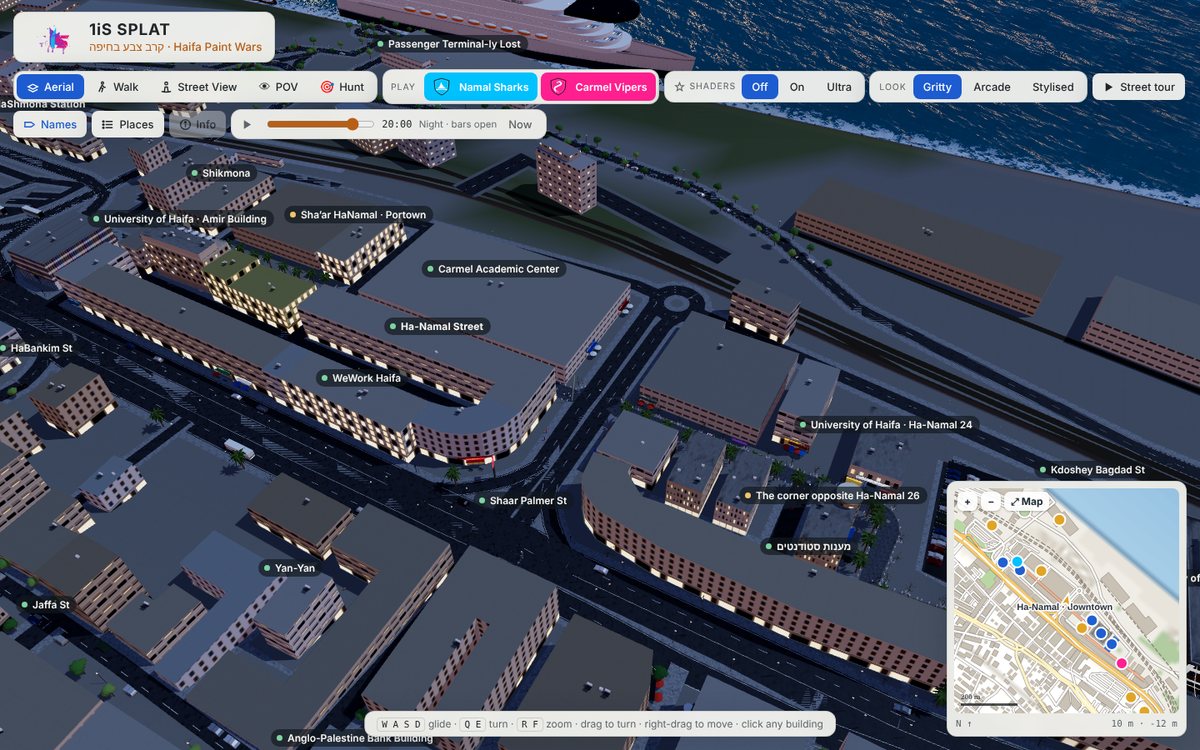 1iS SPLAT
קרב צבע בחיפה · Haifa Paint Wars
Passenger Terminal-ly Lost
Aerial
Walk
Street View
POV
Hunt
PLAY
Namal Sharks
Carmel Vipers
SHADERS
Off
On
Ultra
LOOK
Gritty
Arcade
Stylised
Street tour
Station
Names
Places
Info
20:00
Night · bars open
Now
Shikmona
University of Haifa · Amir Building
Sha'ar HaNamal · Portown
Carmel Academic Center
Ha-Namal Street
HaBankim St
WeWork Haifa
University of Haifa · Ha-Namal 24
Kdoshey Bagdad St
The corner opposite Ha-Namal 26
Shaar Palmer St
מענות סטודנטים
Yan-Yan
Jaffa St
+
−
Map
Ha-Namal · downtown
200 m
N ↑
10 m · -12 m
W A S D glide · Q E turn · R F zoom · drag to turn · right-drag to move · click any building
Anglo-Palestine Bank Building